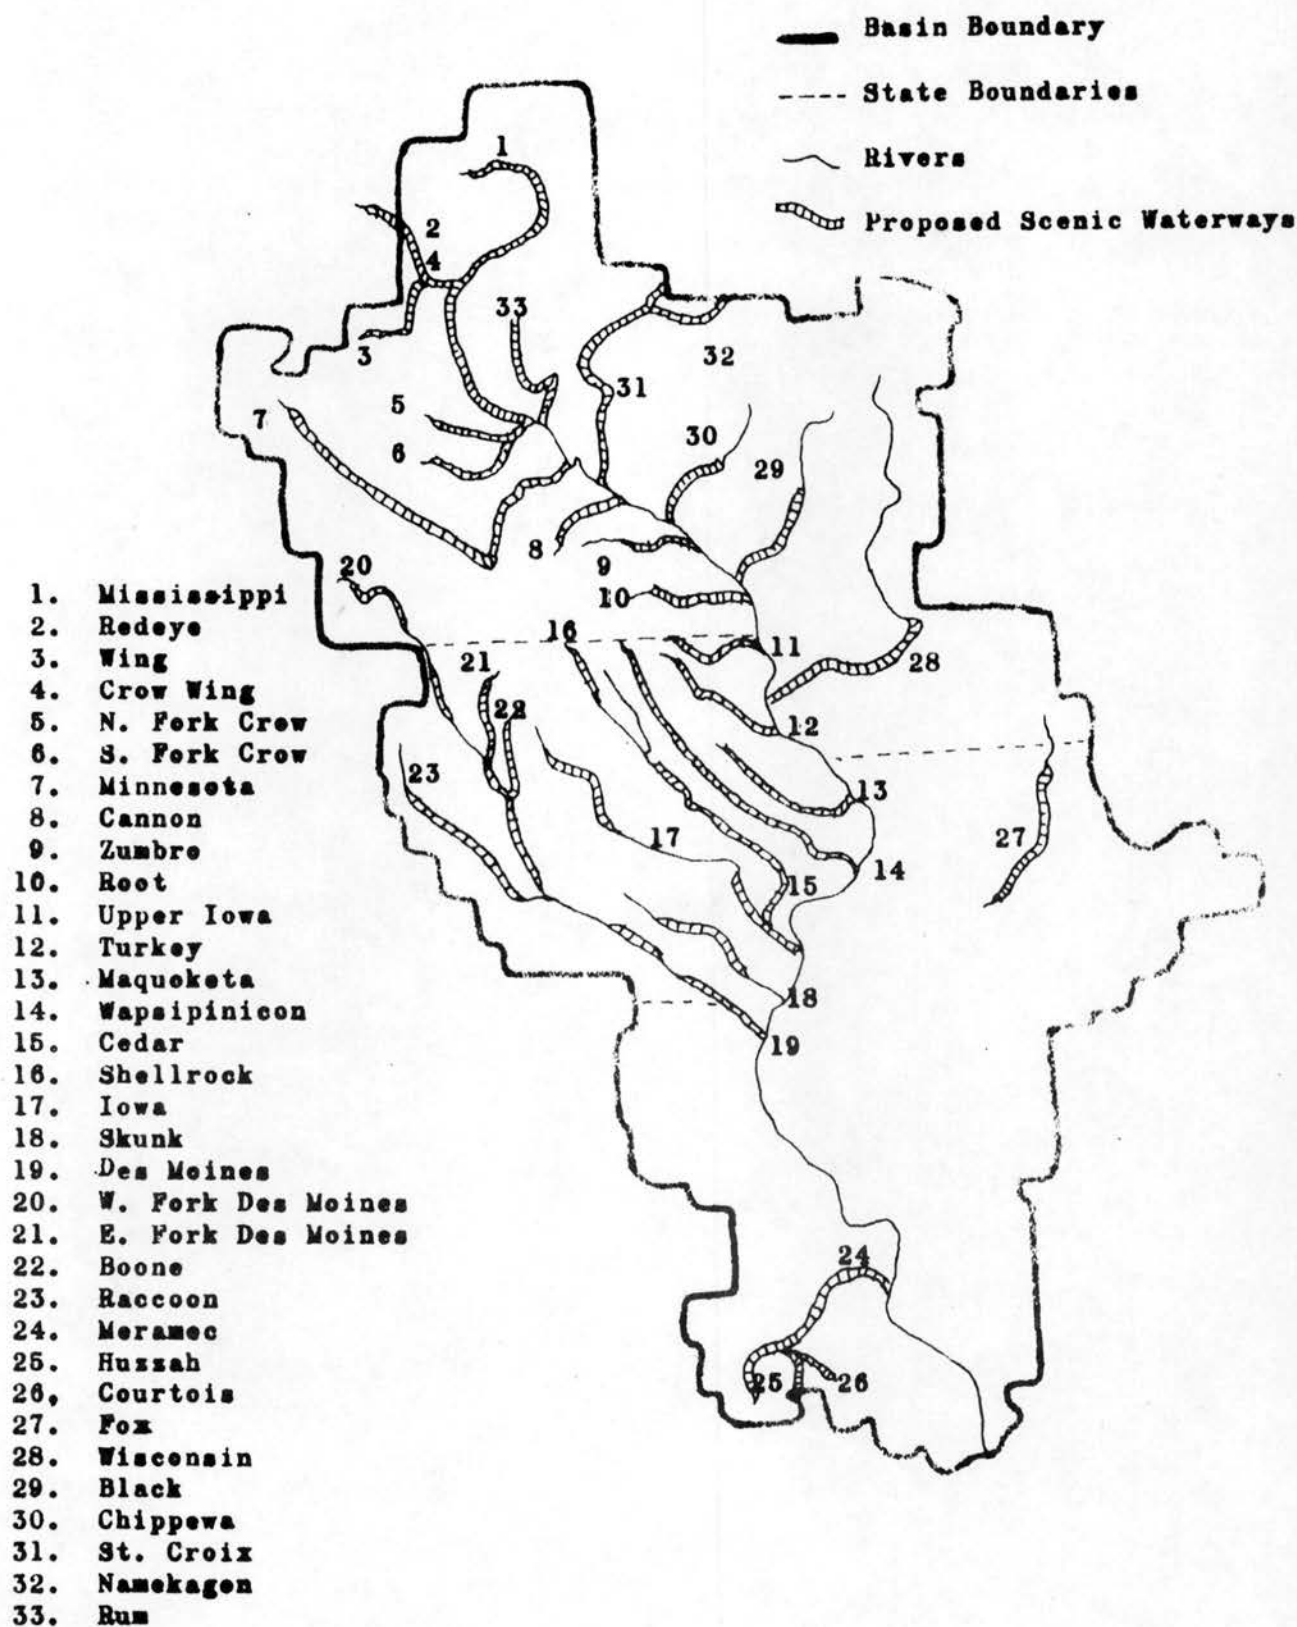 Basin Boundary
State Boundaries
Rivers
Proposed Scenic Waterways
1
2
4
33
3
32
31
5
7
30
6
29
8
9
20
10
16
11
21
28
22
12
23
13
17
27
14
15
18
19
24
25
26
1. Mississippi
2. Redeye
3. Wing
4. Crow Wing
5. N. Fork Crow
6. S. Fork Crow
7. Minnesota
8. Cannon
9. Zumbro
10. Root
11. Upper Iowa
12. Turkey
13. Maquoketa
14. Wapsipinicon
15. Cedar
16. Shellrock
17. Iowa
18. Skunk
19. Des Moines
20. W. Fork Des Moines
21. E. Fork Des Moines
22. Boone
23. Raccoon
24. Meramec
25. Huzzah
26, Courtois
27. Fox
28. Wisconsin
29. Black
30. Chippewa
31. St. Croix
32. Namekagon
33. Rum